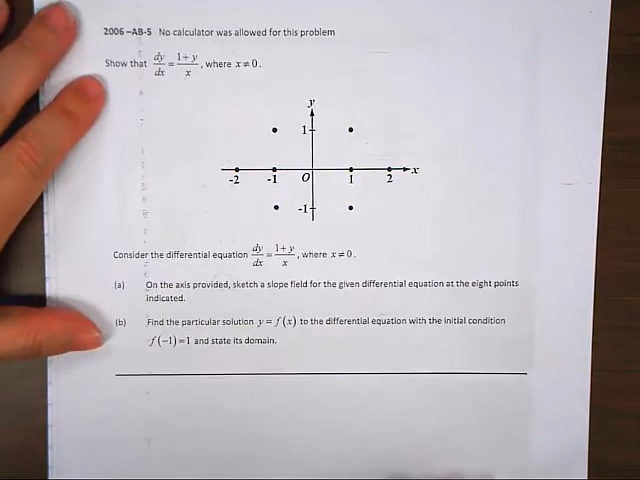 2006 –AB-5 No calculator was allowed for this problem
Show that dy/dx = 1+y/x, where x≠0.
y
1
-2 -1 O 1 2 x
-1
Consider the differential equation dy/dx = 1+y/x, where x≠0.
(a) On the axis provided, sketch a slope field for the given differential equation at the eight points
indicated.
(b) Find the particular solution y = f(x) to the differential equation with the initial condition
f(−1)=1 and state its domain.